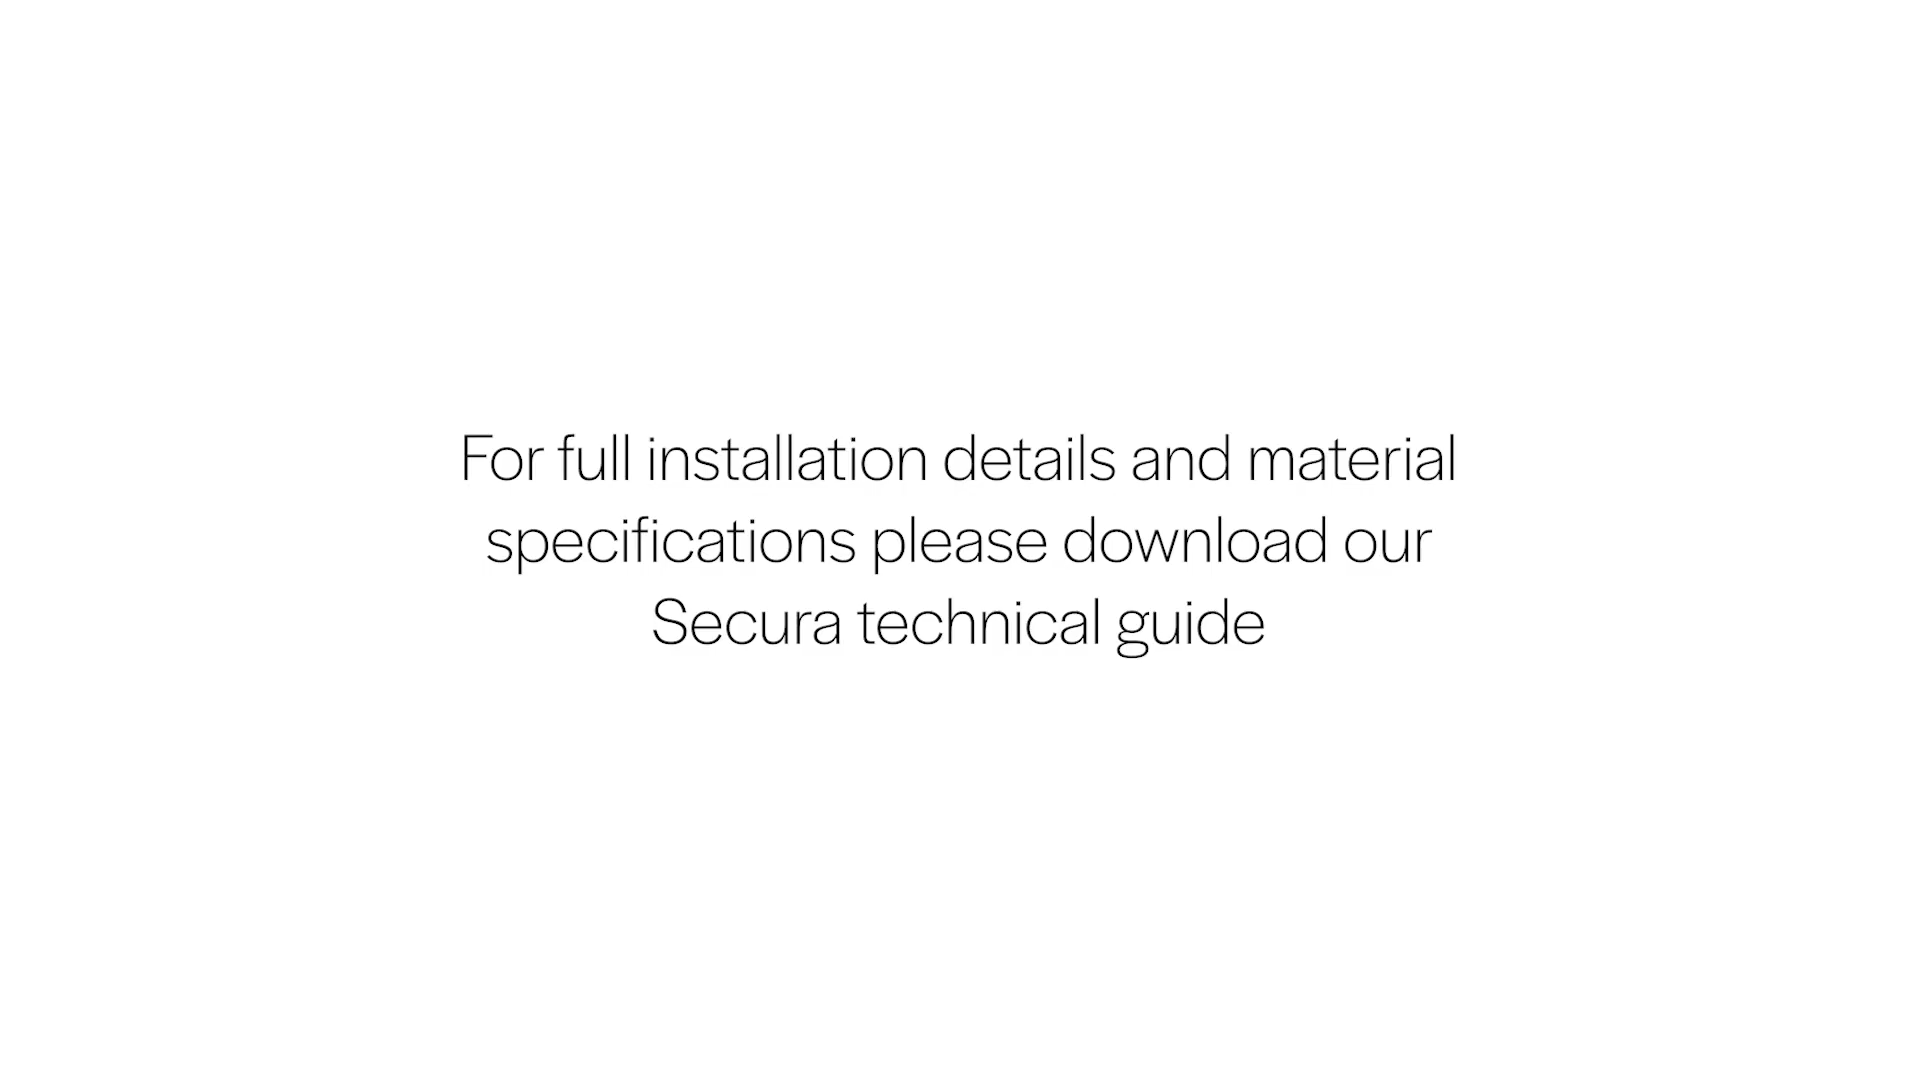 For full installation details and material
specifications please download our
Secura technical guide